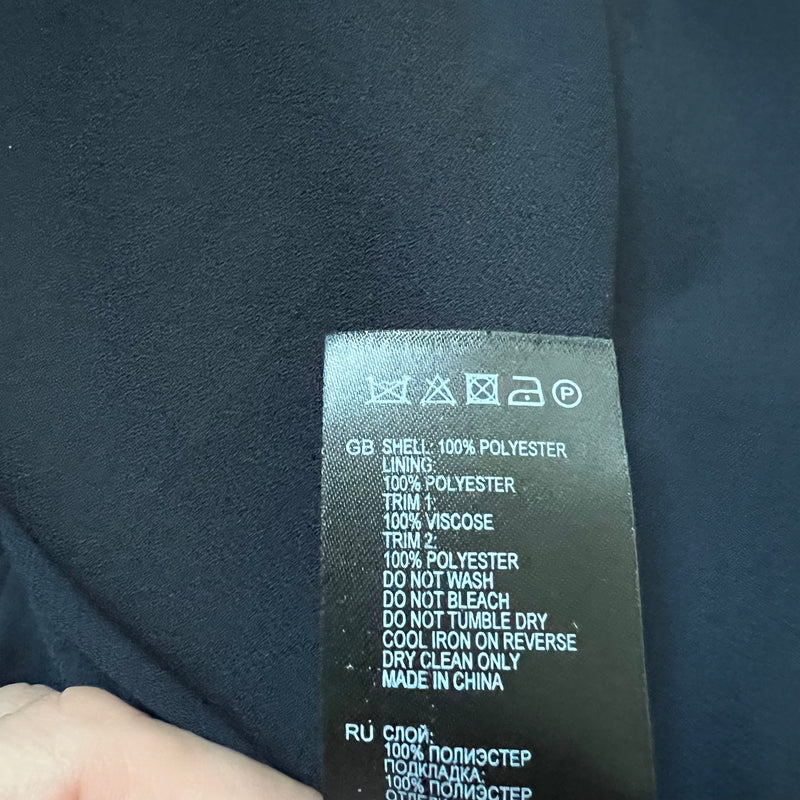 P
GB SHELL: 100% POLYESTER
LINING:
100% POLYESTER
TRIM 1:
100% VISCOSE
TRIM 2:
100% POLYESTER
DO NOT WASH
DO NOT BLEACH
DO NOT TUMBLE DRY
COOL IRON ON REVERSE
DRY CLEAN ONLY
MADE IN CHINA
RU СЛОЙ:
100% ПОЛИЭСТЕР
ПОДКЛАДКА:
100% ПОЛИЭСТЕР